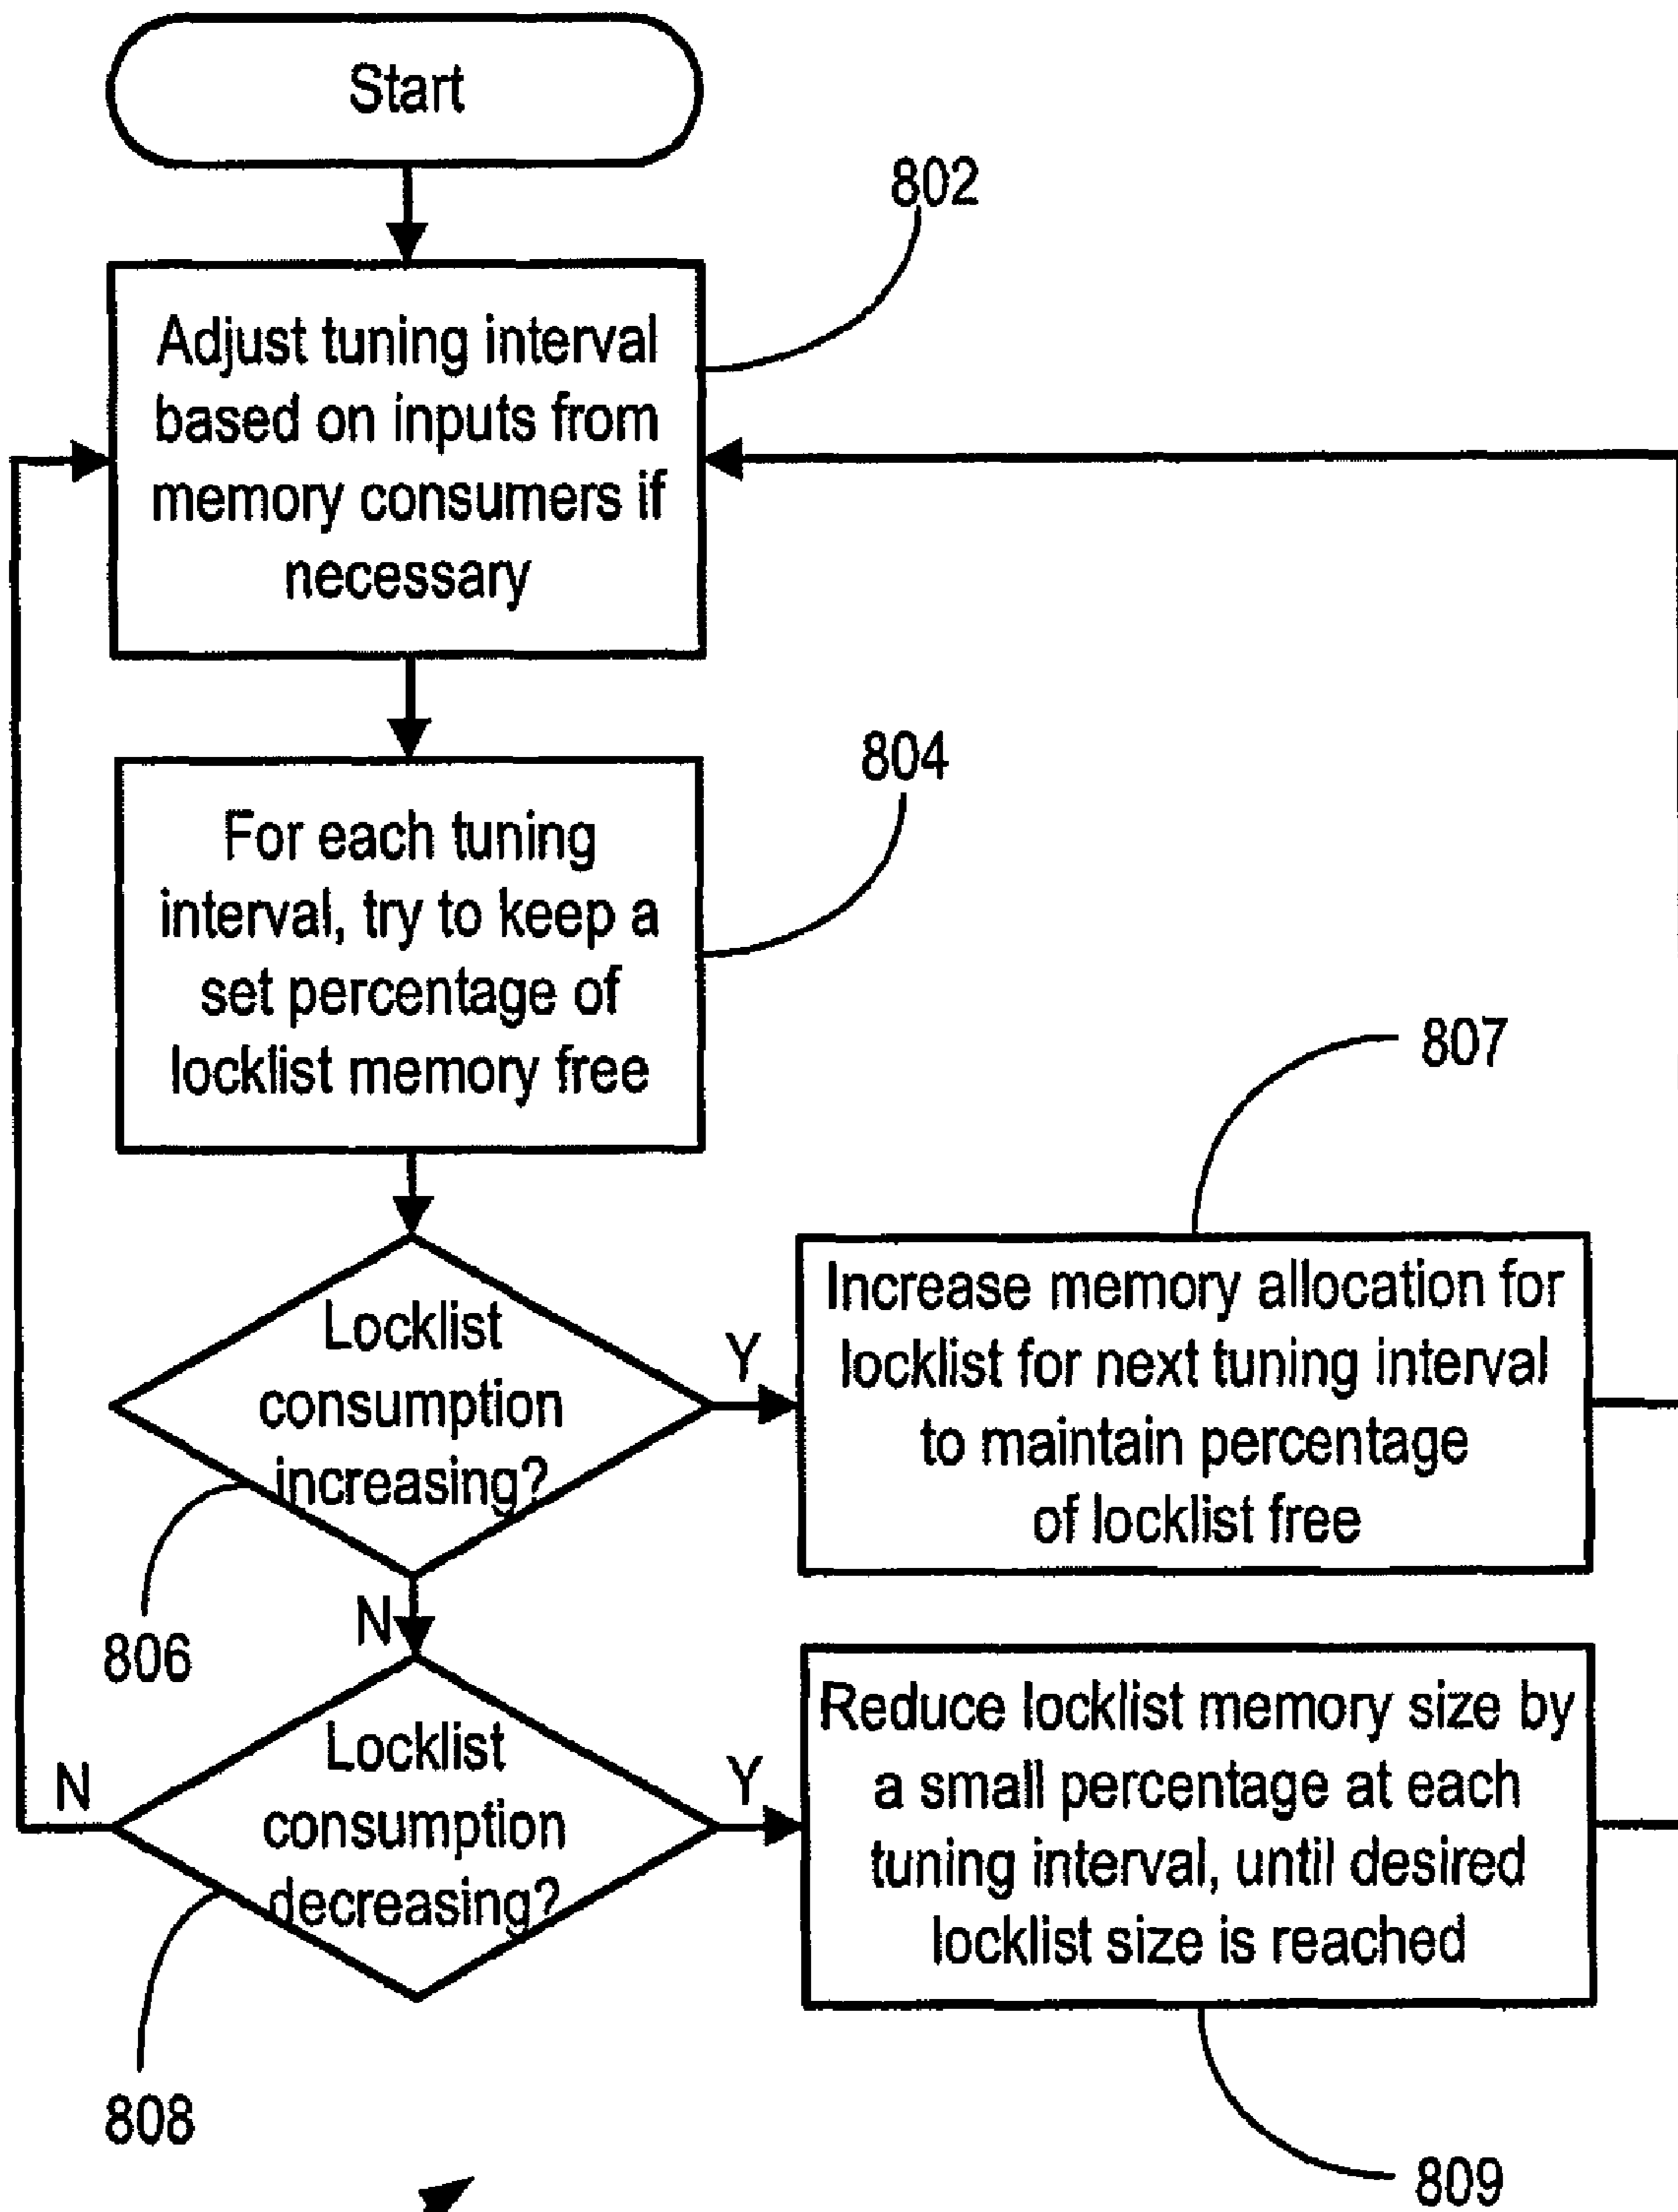 Start
802
Adjust tuning interval
based on inputs from
memory consumers if
necessary
804
For each tuning
interval, try to keep a
set percentage of
locklist memory free
807
Locklist
consumption
increasing?
Y
Increase memory allocation for
locklist for next tuning interval
to maintain percentage
of locklist free
806
N
Locklist
consumption
decreasing?
N
Y
Reduce locklist memory size by
a small percentage at each
tuning interval, until desired
locklist size is reached
808
809